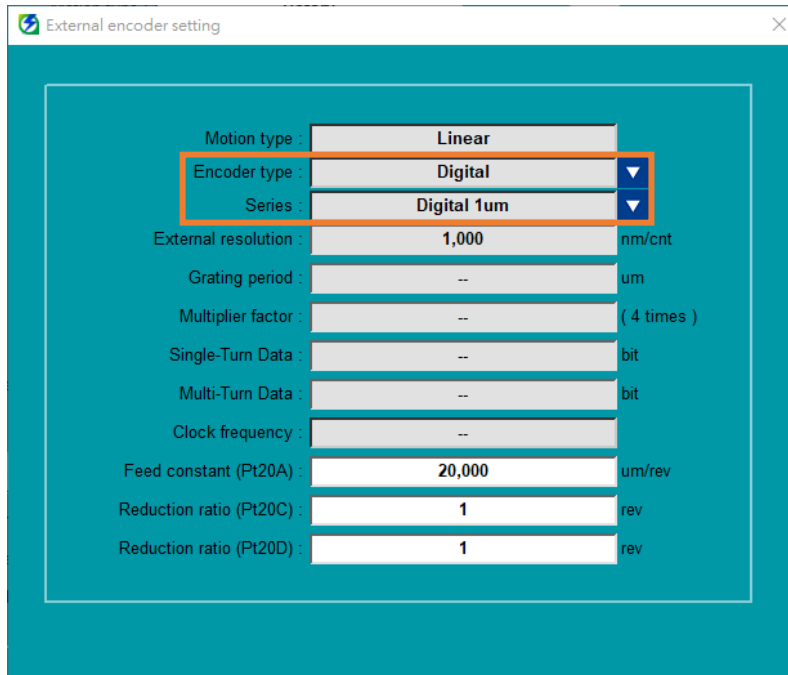 External encoder setting
Motion type : Linear
Encoder type : Digital
Series : Digital 1um
External resolution : 1,000 nm/cnt
Grating period : -- um
Multiplier factor : -- ( 4 times )
Single-Turn Data : -- bit
Multi-Turn Data : -- bit
Clock frequency : --
Feed constant (Pt20A) : 20,000 um/rev
Reduction ratio (Pt20C) : 1 rev
Reduction ratio (Pt20D) : 1 rev